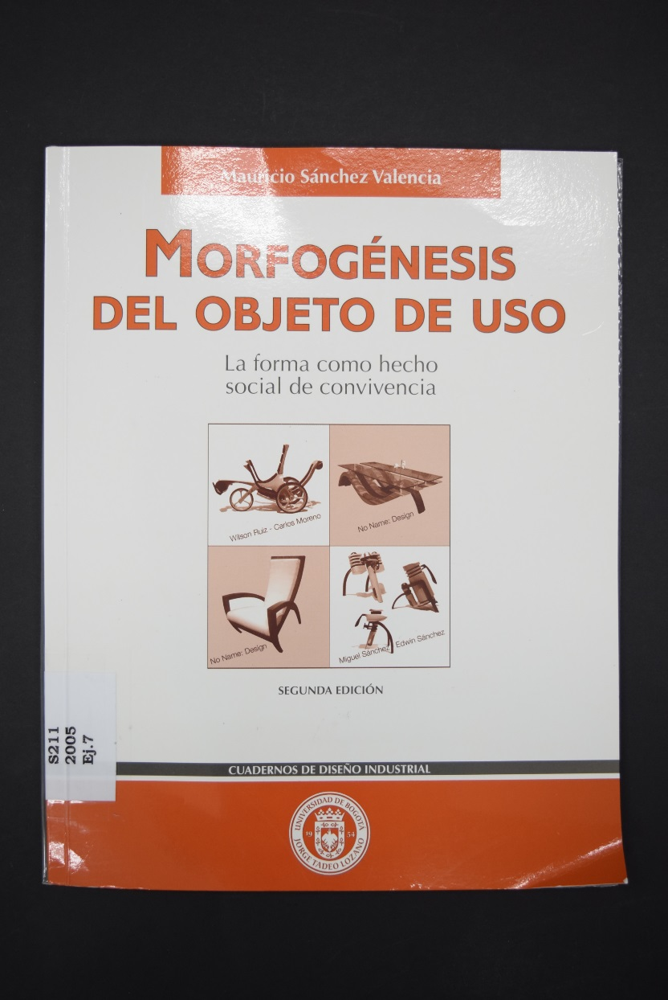 Mauricio Sánchez Valencia
MORFOGÉNESIS
DEL OBJETO DE USO
La forma como hecho
social de convivencia
Wilson Ruiz - Carlos Moreno
No Name: Design
No Name: Design
Miguel Sánchez - Edwin Sánchez
SEGUNDA EDICIÓN
S211
2005
Ej.7
CUADERNOS DE DISEÑO INDUSTRIAL
UNIVERSIDAD DE BOGOTÁ
1954
JORGE TADEO LOZANO